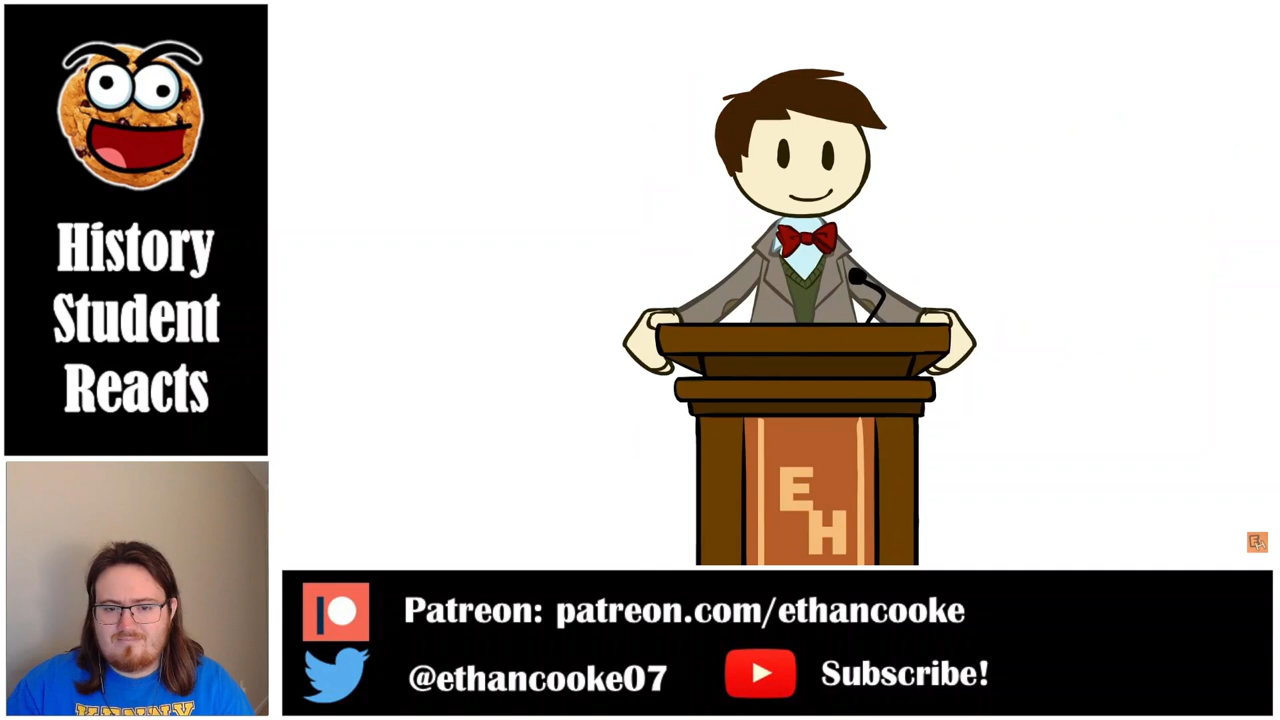 History
Student
Reacts
E
H
EH
Patreon: patreon.com/ethancooke
@ethancooke07
Subscribe!